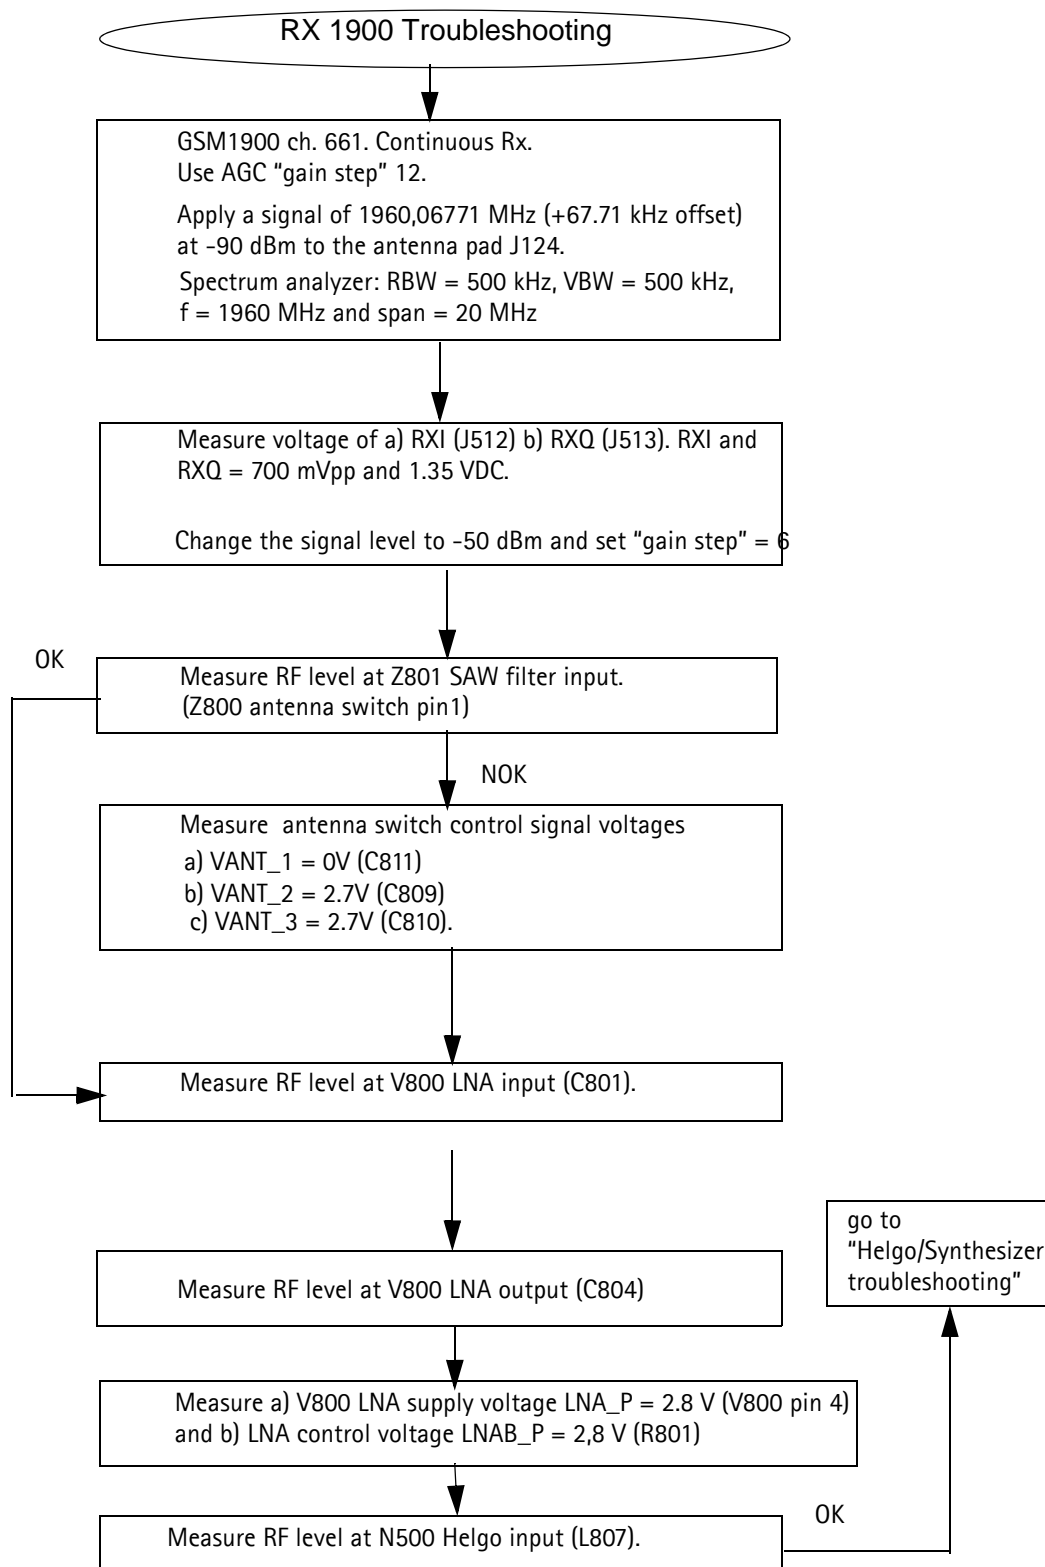 RX 1900 Troubleshooting
GSM1900 ch. 661. Continuous Rx.
Use AGC “gain step” 12.
Apply a signal of 1960,06771 MHz (+67.71 kHz offset)
at -90 dBm to the antenna pad J124.
Spectrum analyzer: RBW = 500 kHz, VBW = 500 kHz,
f = 1960 MHz and span = 20 MHz
Measure voltage of a) RXI (J512) b) RXQ (J513). RXI and
RXQ = 700 mVpp and 1.35 VDC.
Change the signal level to -50 dBm and set “gain step” = 6
OK
Measure RF level at Z801 SAW filter input.
(Z800 antenna switch pin1)
NOK
Measure antenna switch control signal voltages
a) VANT_1 = 0V (C811)
b) VANT_2 = 2.7V (C809)
c) VANT_3 = 2.7V (C810).
Measure RF level at V800 LNA input (C801).
go to
“Helgo/Synthesizer
troubleshooting”
Measure RF level at V800 LNA output (C804)
Measure a) V800 LNA supply voltage LNA_P = 2.8 V (V800 pin 4)
and b) LNA control voltage LNAB_P = 2,8 V (R801)
OK
Measure RF level at N500 Helgo input (L807).